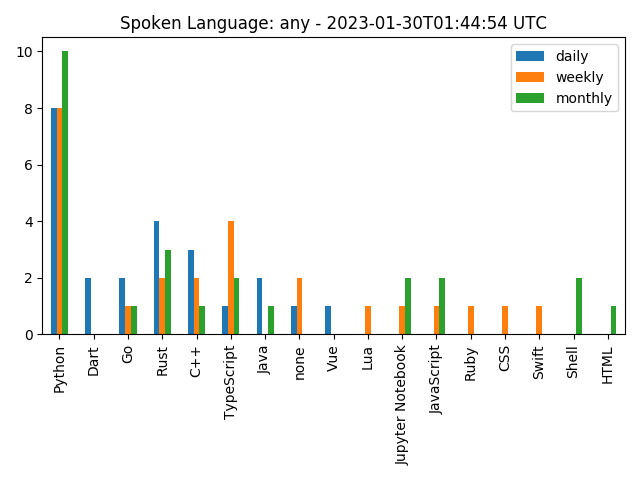 Spoken Language: any - 2023-01-30T01:44:54 UTC
daily
weekly
monthly
10
8
6
4
2
0
Python
Dart
Go
Rust
C++
TypeScript
Java
none
Vue
Lua
Jupyter Notebook
JavaScript
Ruby
CSS
Swift
Shell
HTML